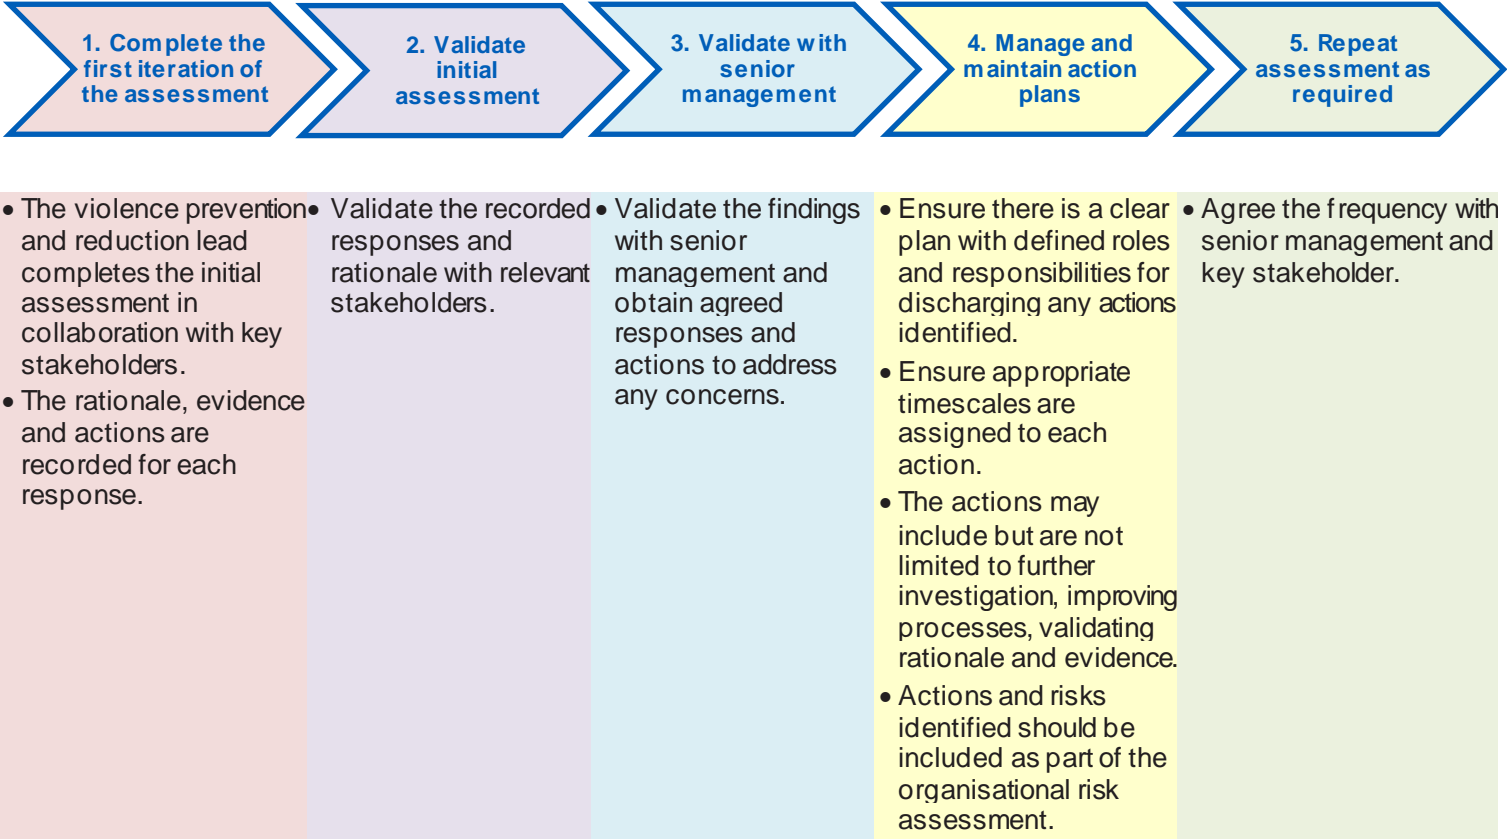 1. Complete the
first iteration of
the assessment
2. Validate
initial
assessment
3. Validate with
senior
management
4. Manage and
maintain action
plans
5. Repeat
assessment as
required
• The violence prevention
and reduction lead
completes the initial
assessment in
collaboration with key
stakeholders.
• The rationale, evidence
and actions are
recorded for each
response.
• Validate the recorded
responses and
rationale with relevant
stakeholders.
• Validate the findings
with senior
management and
obtain agreed
responses and
actions to address
any concerns.
• Ensure there is a clear
plan with defined roles
and responsibilities for
discharging any actions
identified.
• Ensure appropriate
timescales are
assigned to each
action.
• The actions may
include but are not
limited to further
investigation, improving
processes, validating
rationale and evidence.
• Actions and risks
identified should be
included as part of the
organisational risk
assessment.
• Agree the frequency with
senior management and
key stakeholder.